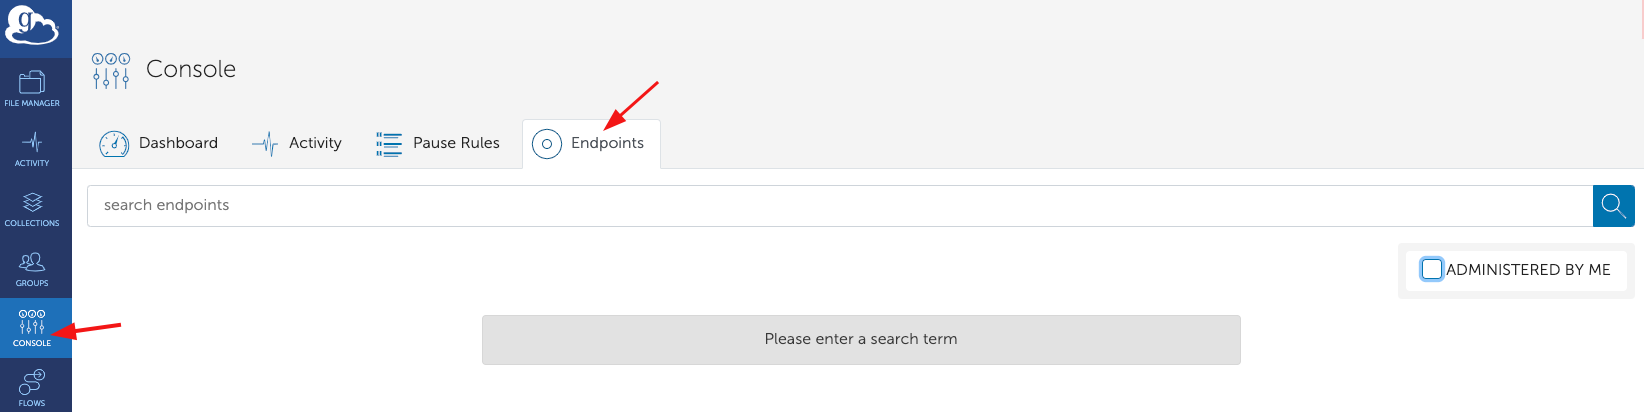 g
Console
FILE MANAGER
Dashboard
Activity
Pause Rules
Endpoints
ACTIVITY
search endpoints
COLLECTIONS
ADMINISTERED BY ME
GROUPS
Please enter a search term
CONSOLE
FLOWS